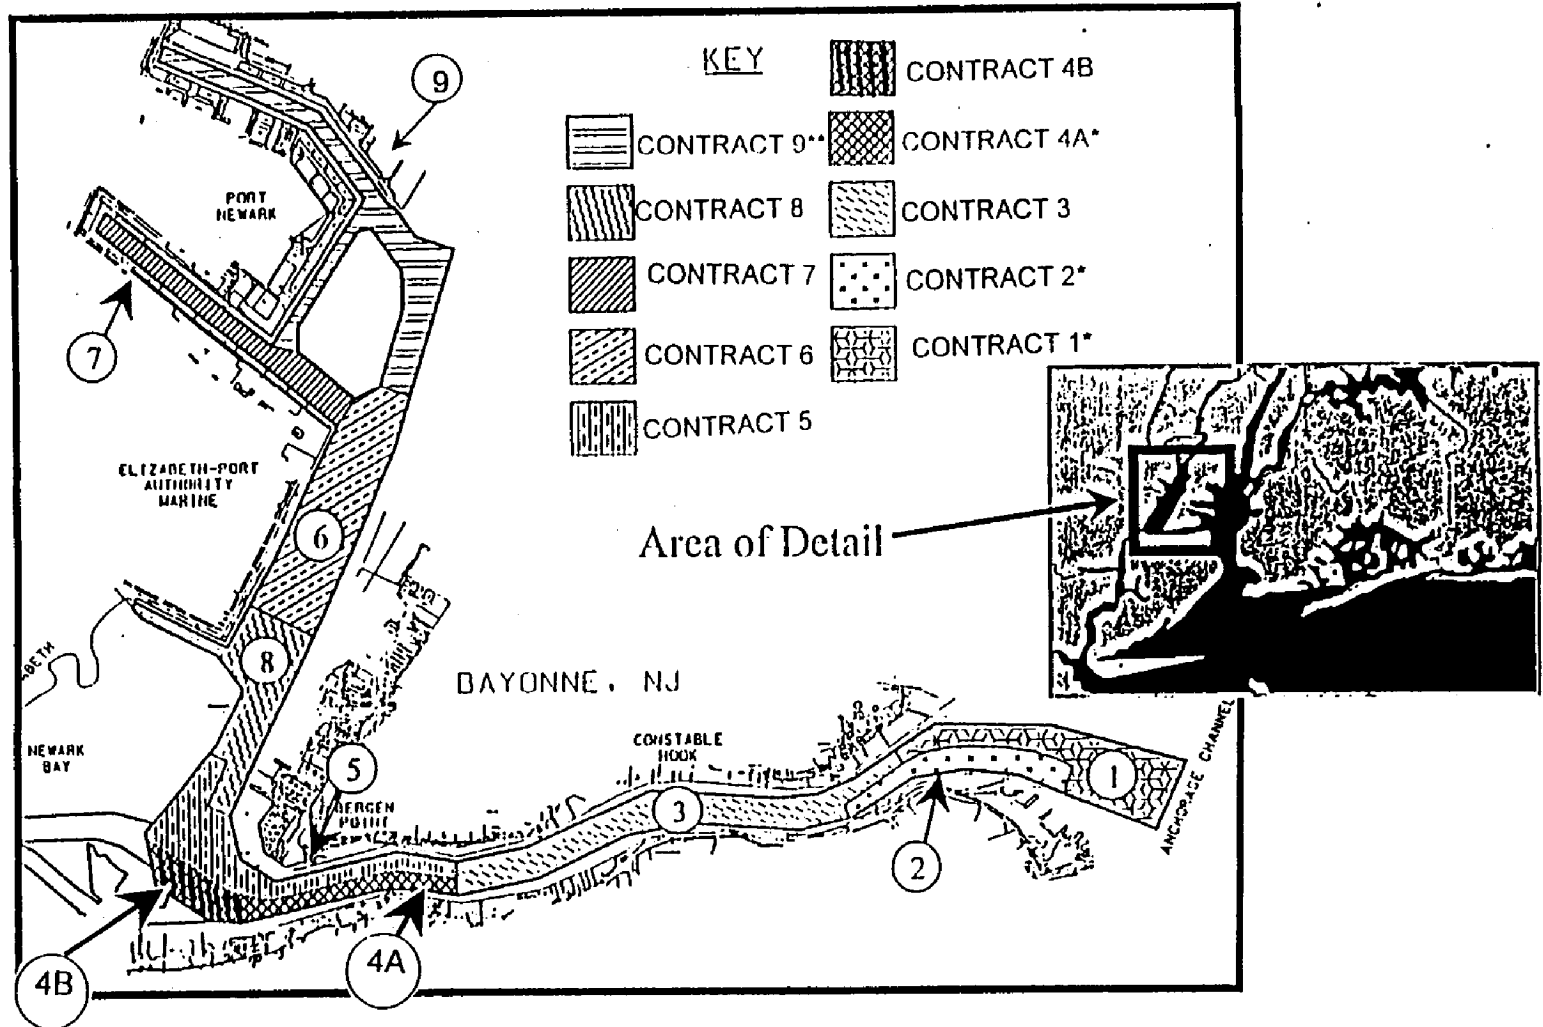 KEY
CONTRACT 4B
CONTRACT 9**
CONTRACT 4A*
CONTRACT 8
CONTRACT 3
CONTRACT 7
CONTRACT 2*
CONTRACT 6
CONTRACT 1*
CONTRACT 5
9
PORT
NEWARK
7
ELIZABETH-PORT
AUTHORITY
MARINE
6
Area of Detail
8
BAYONNE, NJ
NEWARK
BAY
5
BERGEN
POINT
CONSTABLE
HOOK
3
1
ANCHORAGE CHANNEL
2
4A
4B